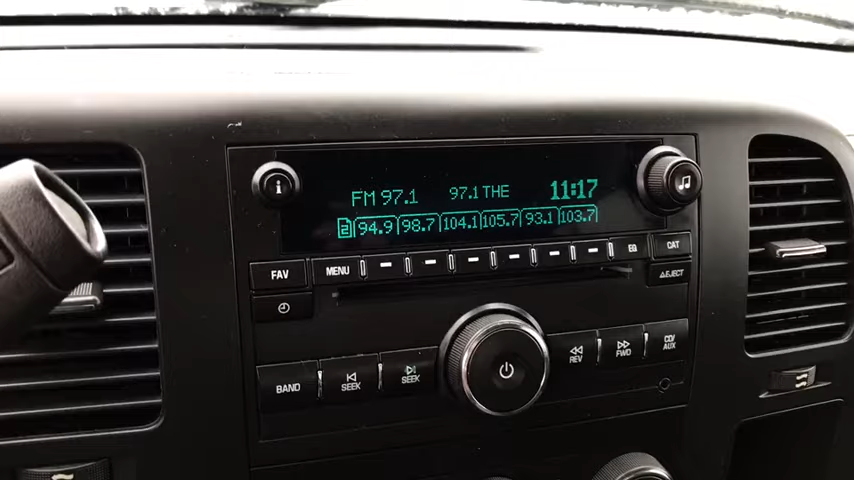 i
FM 97.1 97.1 THE 11:17
2 94.9 98.7 104.1 105.7 93.1 103.7
FAV MENU EQ CAT
EJECT
BAND SEEK SEEK REV FWD CD/AUX